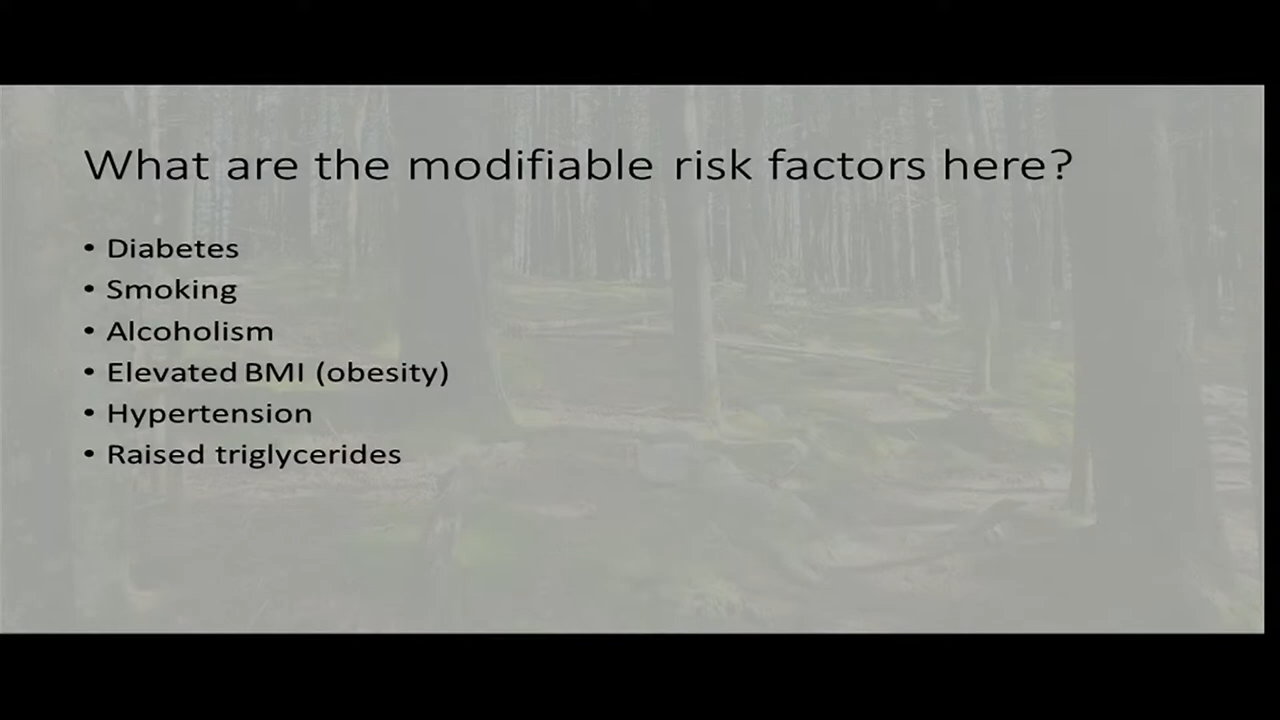 What are the modifiable risk factors here?
• Diabetes
• Smoking
• Alcoholism
• Elevated BMI (obesity)
• Hypertension
• Raised triglycerides